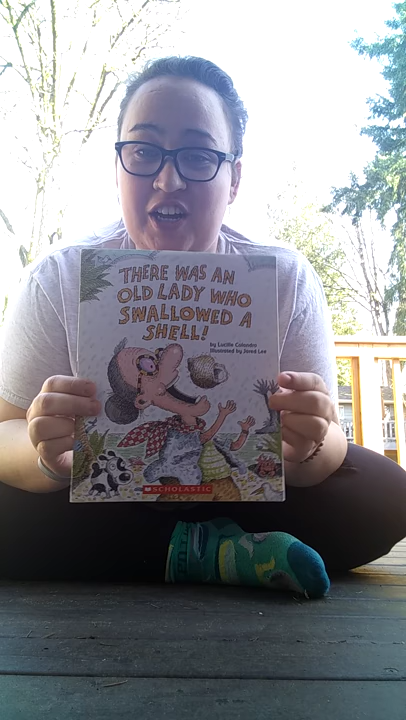 THERE WAS AN
OLD LADY WHO
SWALLOWED A
SHELL!
by Lucille Colandro
Illustrated by Jared Lee
SCHOLASTIC